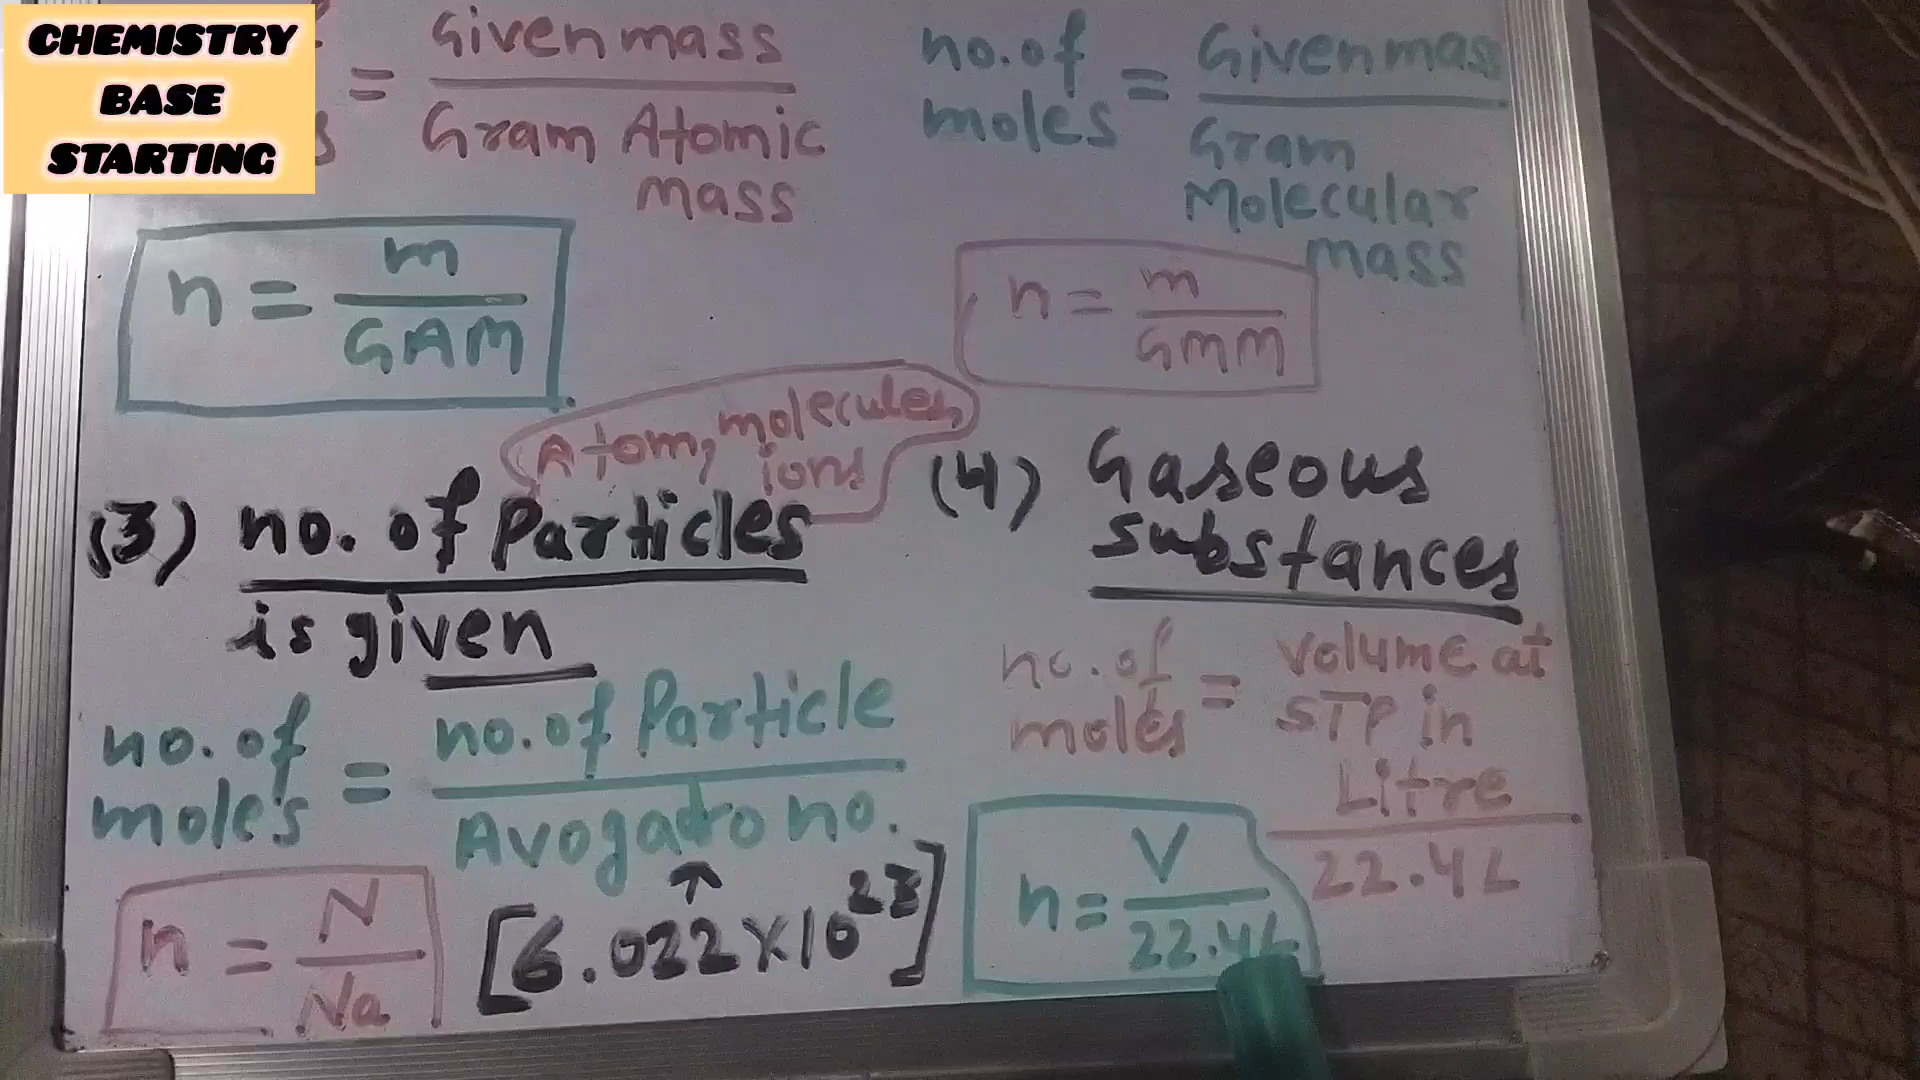 CHEMISTRY
BASE
STARTING
= Given mass
Gram Atomic
mass
n = m
GAM
no. of
moles = Given mass
Gram
Molecular
mass
n = m
GMM
Atom, molecules,
ions
(3) no. of Particles
is given
no. of
moles = no. of Particle
Avogadro no.
n = N
Na
[6.022×10²³]
(4) Gaseous
substances
no. of
moles = volume at
STP in
Litre
22.4L
n = V
22.4L